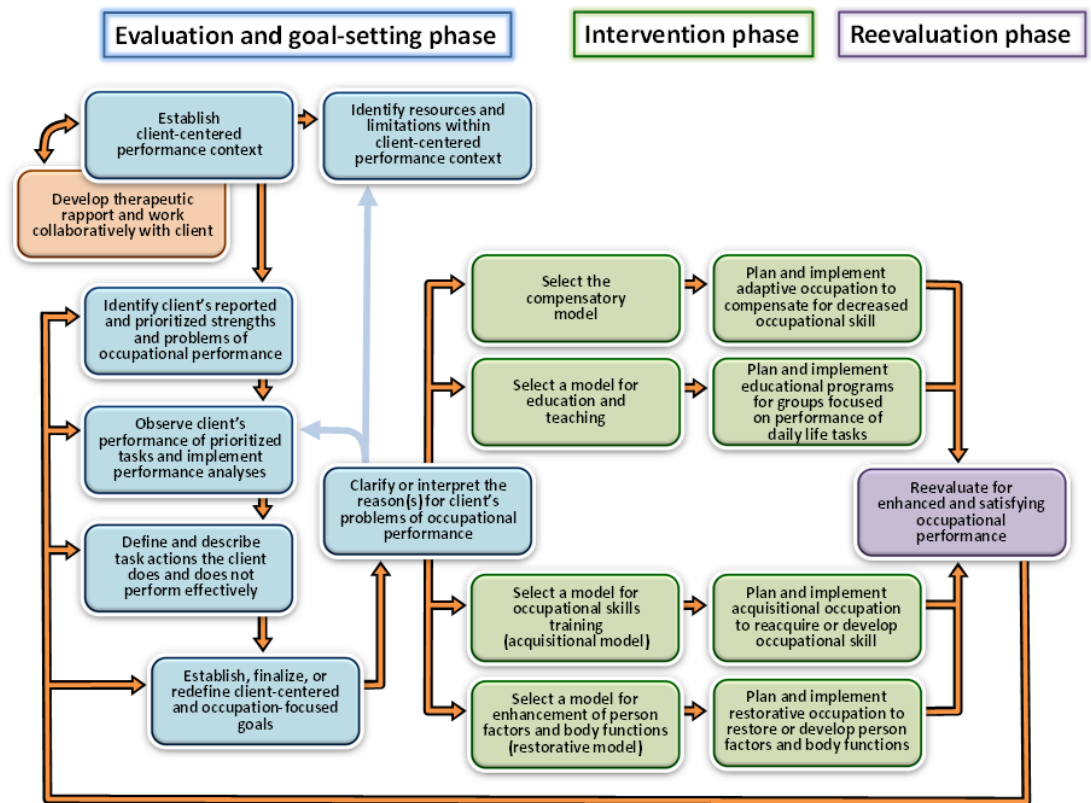 Evaluation and goal-setting phase
Intervention phase
Reevaluation phase
Establish
client-centered
performance context
Identify resources and
limitations within
client-centered
performance context
Develop therapeutic
rapport and work
collaboratively with client
Identify client's reported
and prioritized strengths
and problems of
occupational performance
Observe client's
performance of prioritized
tasks and implement
performance analyses
Define and describe
task actions the client
does and does not
perform effectively
Establish, finalize, or
redefine client-centered
and occupation-focused
goals
Clarify or interpret the
reason(s) for client's
problems of occupational
performance
Select the
compensatory
model
Plan and implement
adaptive occupation to
compensate for decreased
occupational skill
Select a model for
education and
teaching
Plan and implement
educational programs
for groups focused
on performance of
daily life tasks
Select a model for
occupational skills
training
(acquisitional model)
Plan and implement
acquisitional occupation
to reacquire or develop
occupational skill
Select a model for
enhancement of person
factors and body functions
(restorative model)
Plan and implement
restorative occupation to
restore or develop person
factors and body functions
Reevaluate for
enhanced and satisfying
occupational
performance